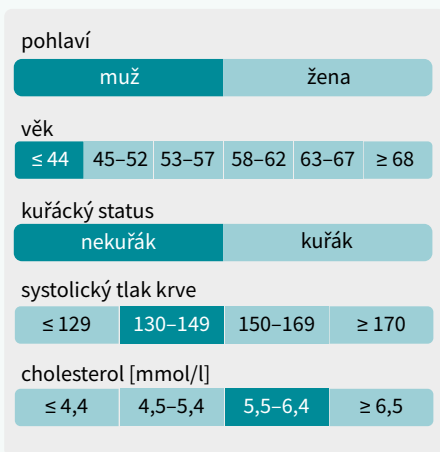 pohlaví
muž žena
věk
≤ 44 45–52 53–57 58–62 63–67 ≥ 68
kuřácký status
nekuřák kuřák
systolický tlak krve
≤ 129 130–149 150–169 ≥ 170
cholesterol [mmol/l]
≤ 4,4 4,5–5,4 5,5–6,4 ≥ 6,5